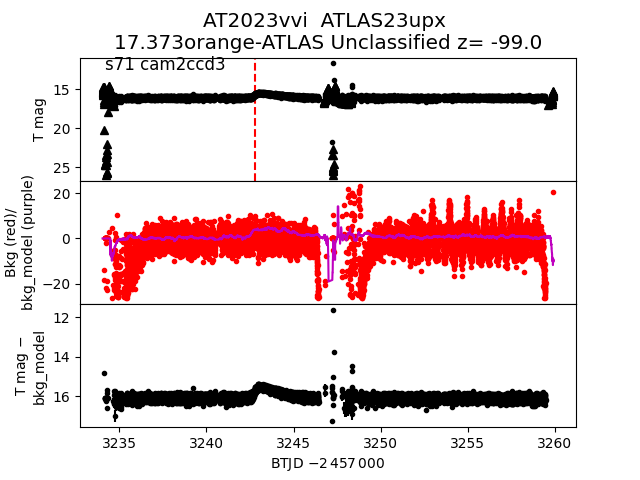 AT2023vvi  ATLAS23upx
17.373orange-ATLAS Unclassified z= -99.0
s71 cam2ccd3
T mag
15
20
25
Bkg (red)/
bkg_model (purple)
20
0
−20
T mag −
bkg_model
12
14
16
3235 3240 3245 3250 3255 3260
BTJD −2 457 000